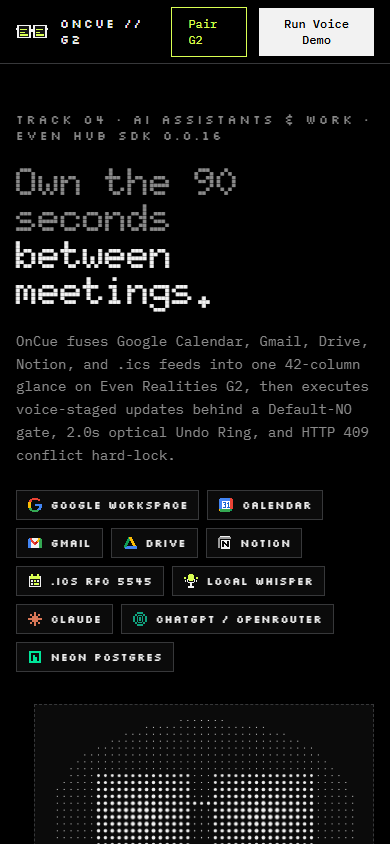 ONCUE //
G2
Pair
G2
Run Voice
Demo
TRACK 04 · AI ASSISTANTS & WORK ·
EVEN HUB SDK 0.0.16
Own the 90
seconds
between
meetings.
OnCue fuses Google Calendar, Gmail, Drive,
Notion, and .ics feeds into one 42-column
glance on Even Realities G2, then executes
voice-staged updates behind a Default-NO
gate, 2.0s optical Undo Ring, and HTTP 409
conflict hard-lock.
GOOGLE WORKSPACE
CALENDAR
GMAIL
DRIVE
NOTION
.ICS RFC 5545
LOCAL WHISPER
CLAUDE
CHATGPT / OPENROUTER
NEON POSTGRES